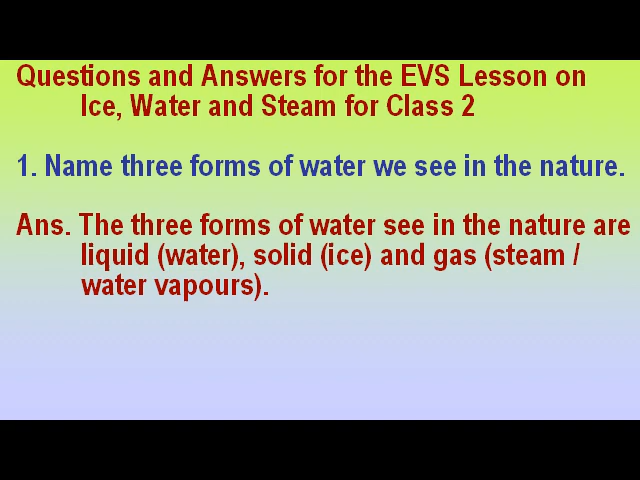 Questions and Answers for the EVS Lesson on
Ice, Water and Steam for Class 2
1. Name three forms of water we see in the nature.
Ans. The three forms of water see in the nature are
liquid (water), solid (ice) and gas (steam /
water vapours).